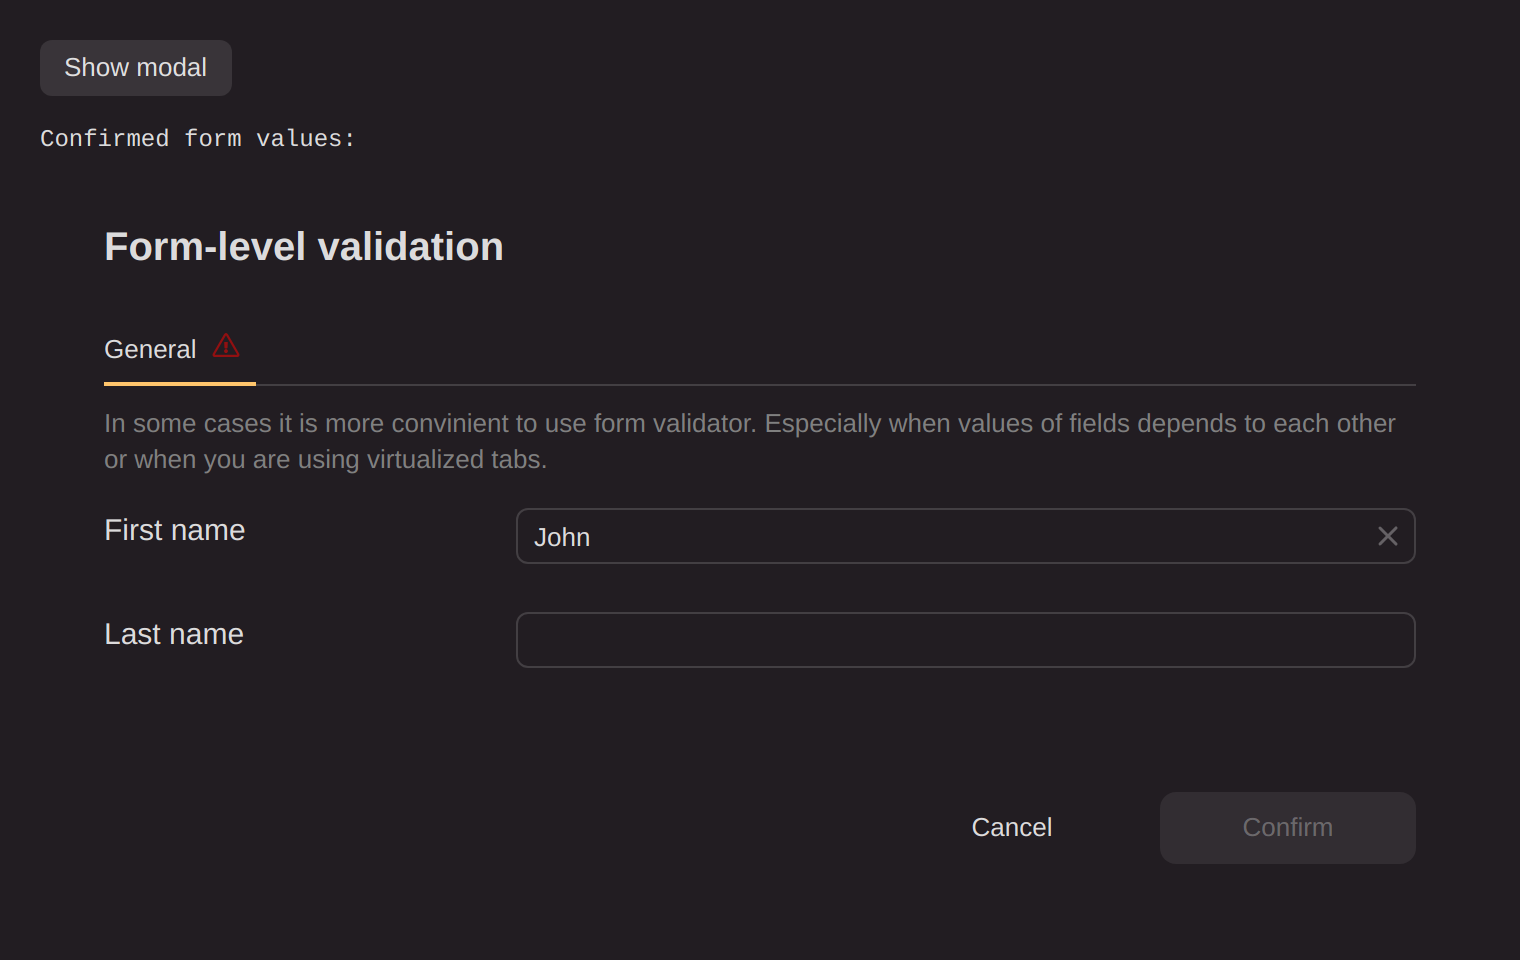 Show modal
Confirmed form values:
Form-level validation
General
In some cases it is more convinient to use form validator. Especially when values of fields depends to each other
or when you are using virtualized tabs.
First name
John
Last name
Cancel
Confirm